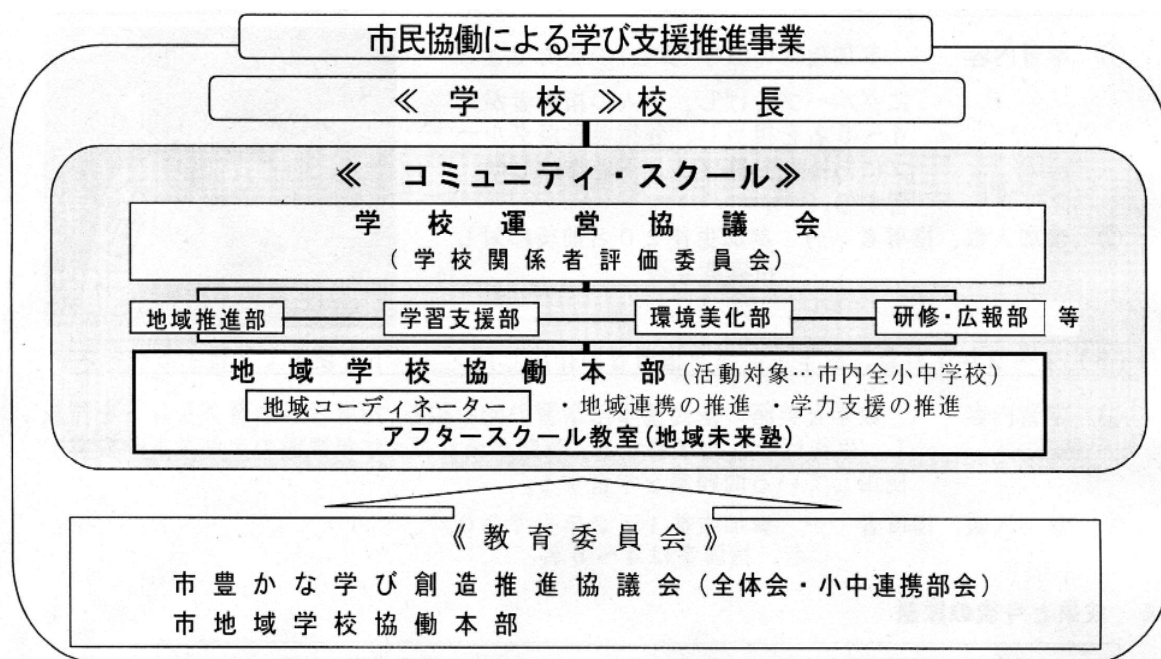 市民協働による学び支援推進事業
≪学校≫校長
≪コミュニティ・スクール≫
学校運営協議会
(学校関係者評価委員会)
地域推進部 学習支援部 環境美化部 研修・広報部 等
地域学校協働本部(活動対象…市内全小中学校)
地域コーディネーター ・地域連携の推進 ・学力支援の推進
アフタースクール教室(地域未来塾)
《教育委員会》
市豊かな学び創造推進協議会(全体会・小中連携部会)
市地域学校協働本部